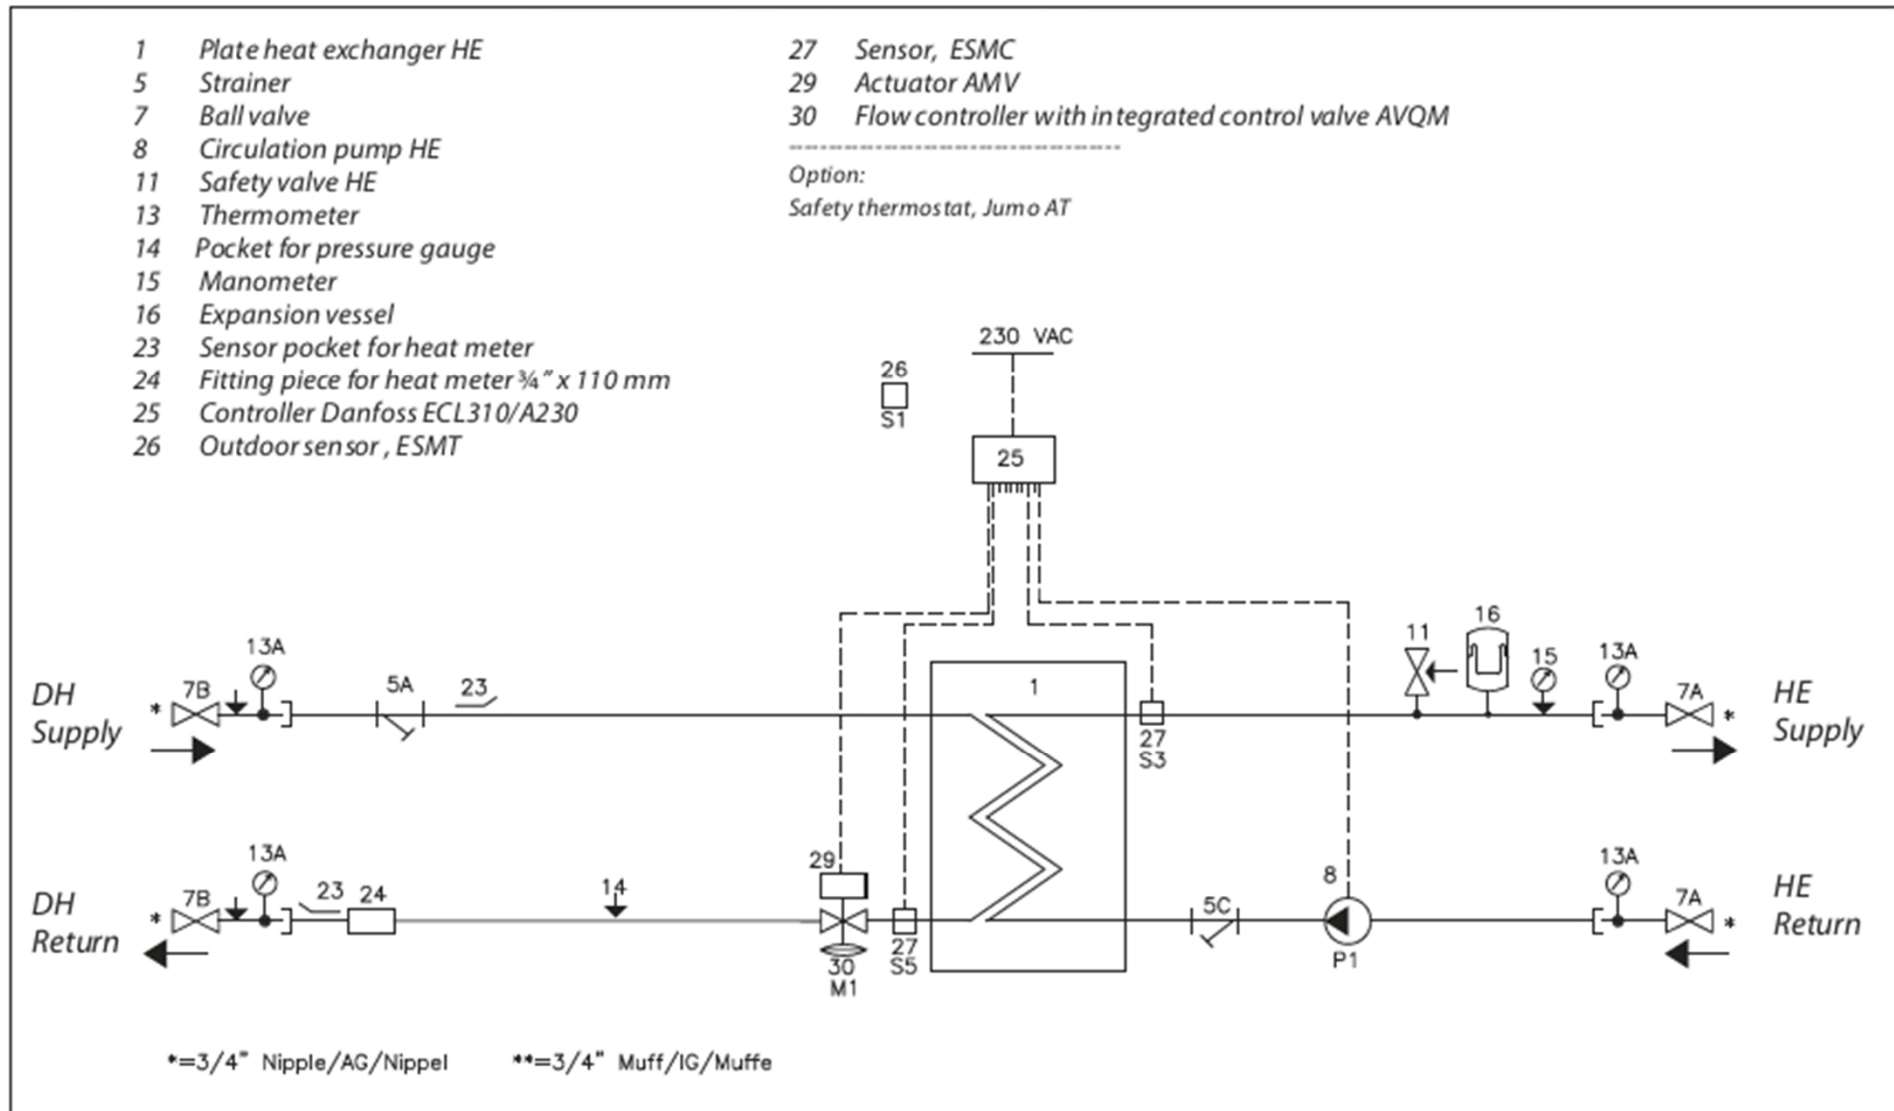 1 Plate heat exchanger HE
5 Strainer
7 Ball valve
8 Circulation pump HE
11 Safety valve HE
13 Thermometer
14 Pocket for pressure gauge
15 Manometer
16 Expansion vessel
23 Sensor pocket for heat meter
24 Fitting piece for heat meter ¾" x 110 mm
25 Controller Danfoss ECL310/A230
26 Outdoor sensor , ESMT
27 Sensor, ESMC
29 Actuator AMV
30 Flow controller with integrated control valve AVQM
Option:
Safety thermostat, Jumo AT
230 VAC
26
S1
25
DH
Supply
*
7B
13A
5A
23
1
27
S3
11
16
15
13A
7A
*
HE
Supply
DH
Return
*
7B
13A
23
24
14
29
30
M1
27
S5
5C
8
P1
13A
7A
*
HE
Return
*=3/4" Nipple/AG/Nippel
**=3/4" Muff/IG/Muffe